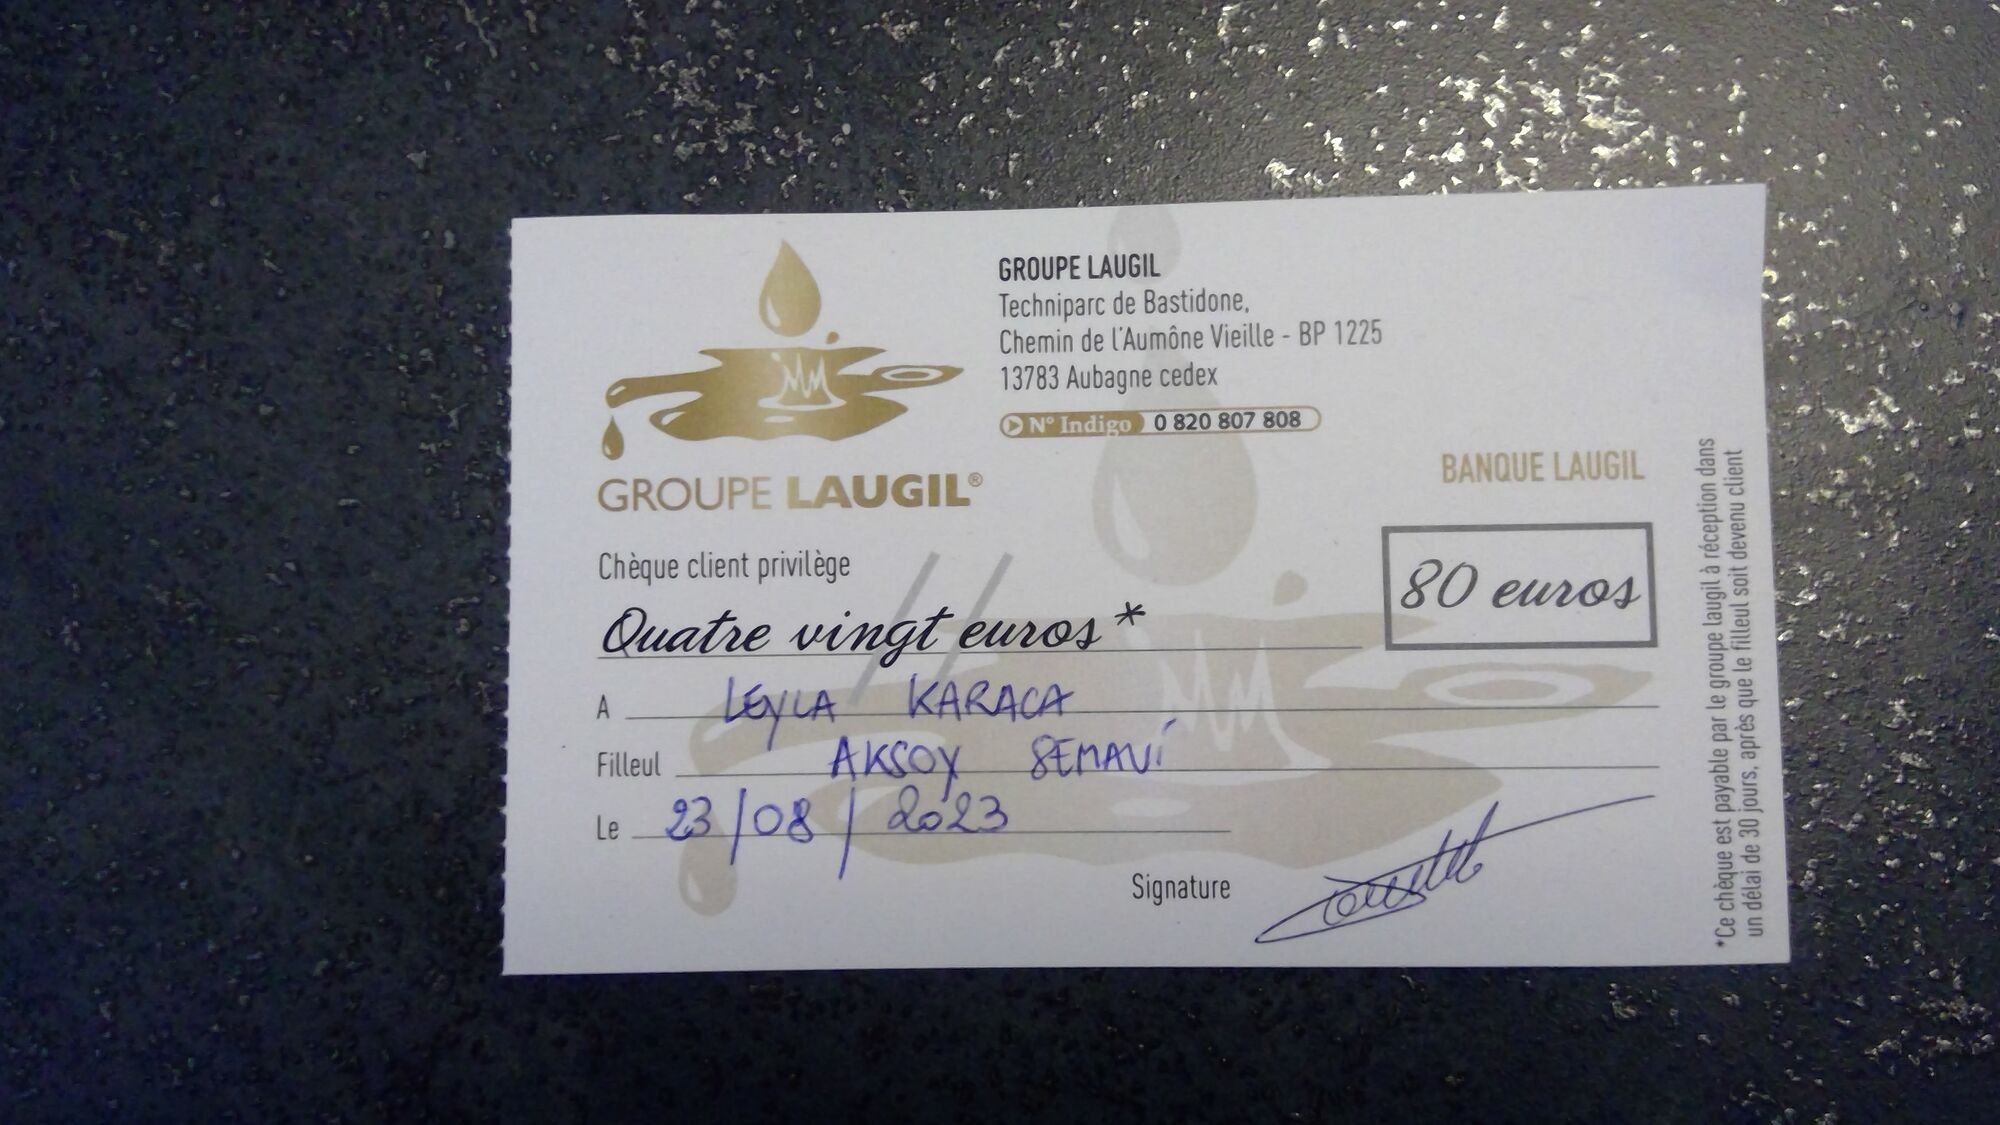 GROUPE LAUGIL
Techniparc de Bastidone,
Chemin de l'Aumône Vieille - BP 1225
13783 Aubagne cedex
N° Indigo 0 820 807 808
GROUPE LAUGIL®
BANQUE LAUGIL
Chèque client privilège
80 euros
Quatre vingt euros*
A LEYLA KARACA
Filleul AKSOY SEMAVİ
Le 23/08/2023
Signature
*Ce chèque est payable par le groupe laugil à réception dans
un délai de 30 jours, après que le filleul soit devenu client